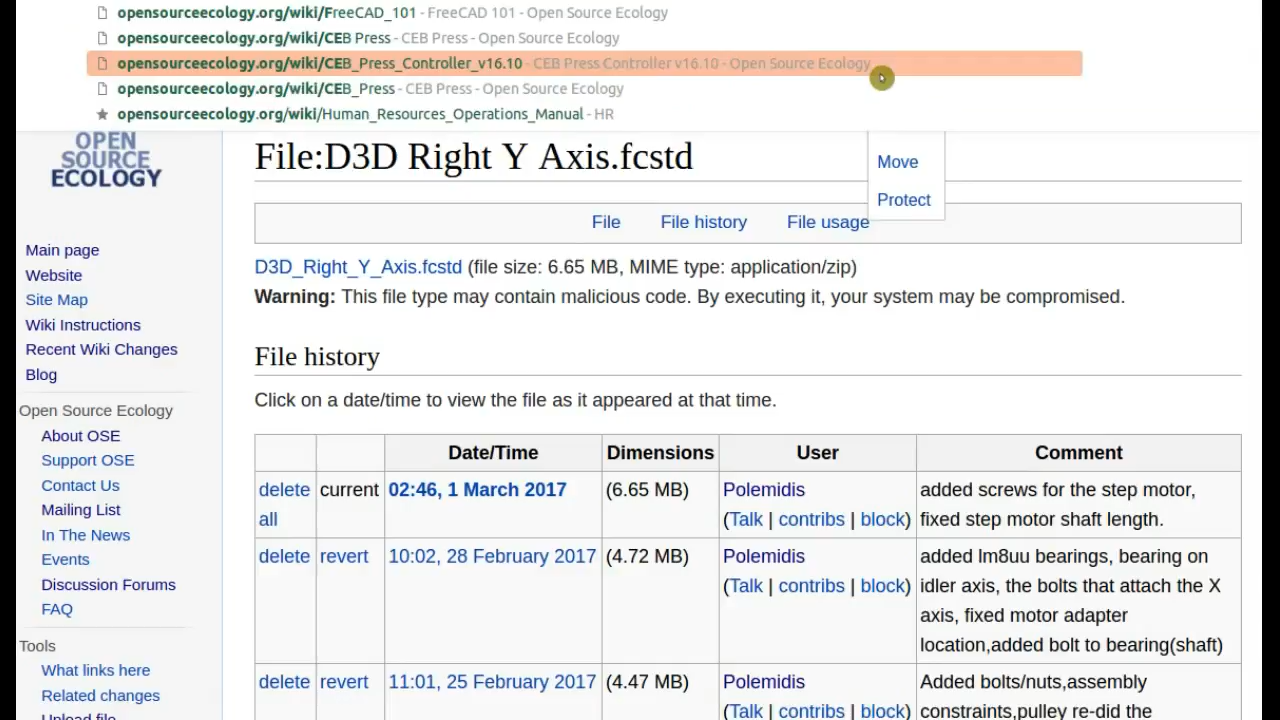 opensourceecology.org/wiki/FreeCAD_101 - FreeCAD 101 - Open Source Ecology
opensourceecology.org/wiki/CEB Press - CEB Press - Open Source Ecology
opensourceecology.org/wiki/CEB_Press_Controller_v16.10 - CEB Press Controller v16.10 - Open Source Ecology
opensourceecology.org/wiki/CEB_Press - CEB Press - Open Source Ecology
opensourceecology.org/wiki/Human_Resources_Operations_Manual - HR
OPEN
SOURCE
ECOLOGY
Main page
Website
Site Map
Wiki Instructions
Recent Wiki Changes
Blog
Open Source Ecology
About OSE
Support OSE
Contact Us
Mailing List
In The News
Events
Discussion Forums
FAQ
Tools
What links here
Related changes
Upload file
Move
Protect
File:D3D Right Y Axis.fcstd
File File history File usage
D3D_Right_Y_Axis.fcstd (file size: 6.65 MB, MIME type: application/zip)
Warning: This file type may contain malicious code. By executing it, your system may be compromised.
File history
Click on a date/time to view the file as it appeared at that time.
Date/Time Dimensions User Comment
delete current 02:46, 1 March 2017 (6.65 MB) Polemidis added screws for the step motor,
all (Talk | contribs | block) fixed step motor shaft length.
delete revert 10:02, 28 February 2017 (4.72 MB) Polemidis added lm8uu bearings, bearing on
(Talk | contribs | block) idler axis, the bolts that attach the X
axis, fixed motor adapter
location,added bolt to bearing(shaft)
delete revert 11:01, 25 February 2017 (4.47 MB) Polemidis Added bolts/nuts,assembly
(Talk | contribs | block) constraints,pulley re-did the